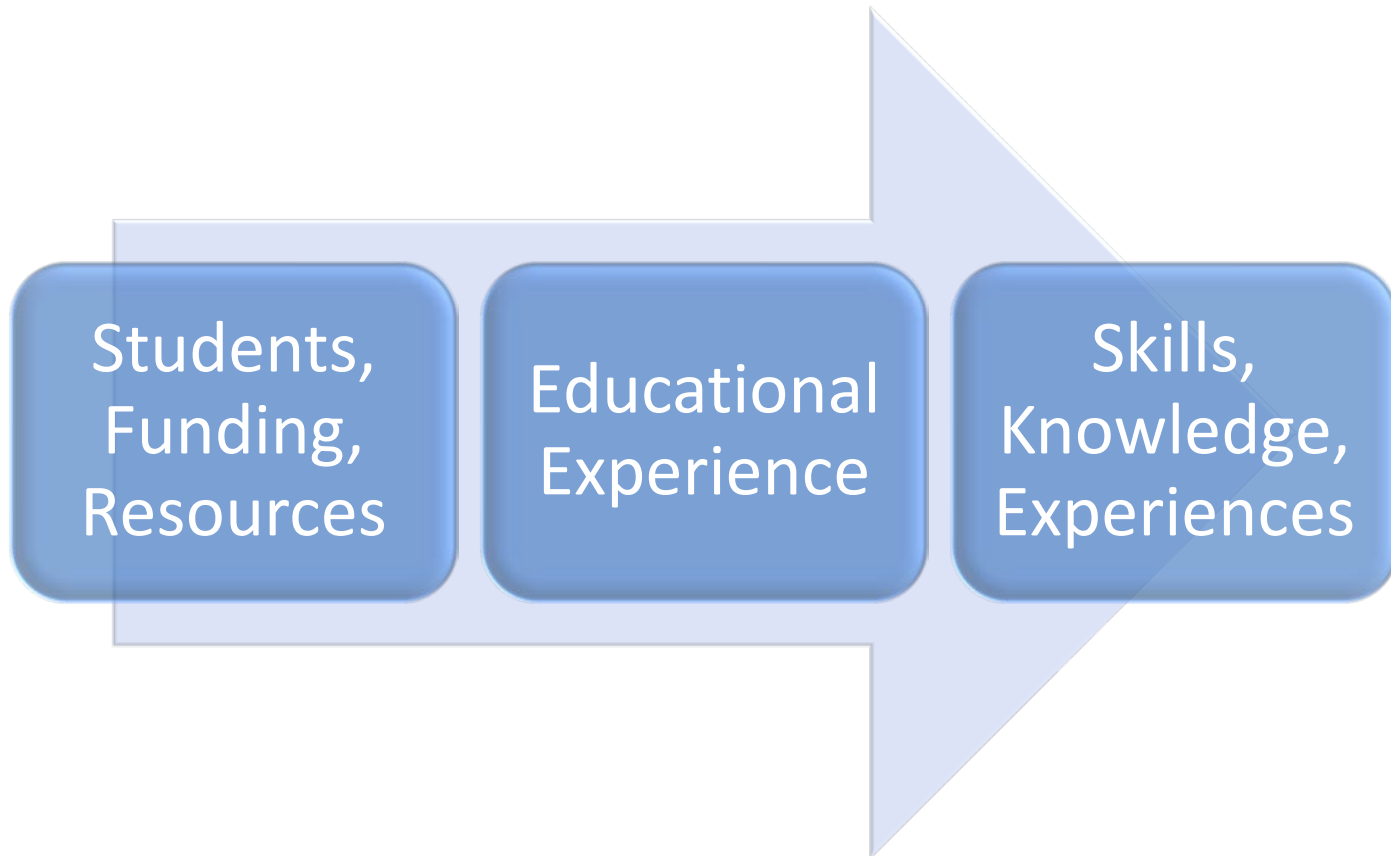 Students,
Funding,
Resources
Educational
Experience
Skills,
Knowledge,
Experiences